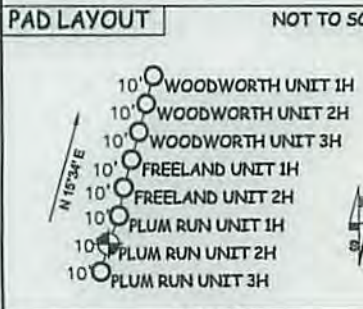 PAD LAYOUT NOT TO
10' WOODWORTH UNIT 1H
10' WOODWORTH UNIT 2H
10' WOODWORTH UNIT 3H
10' FREELAND UNIT 1H
10' FREELAND UNIT 2H
10' PLUM RUN UNIT 1H
10' PLUM RUN UNIT 2H
10' PLUM RUN UNIT 3H
N 15°34' E